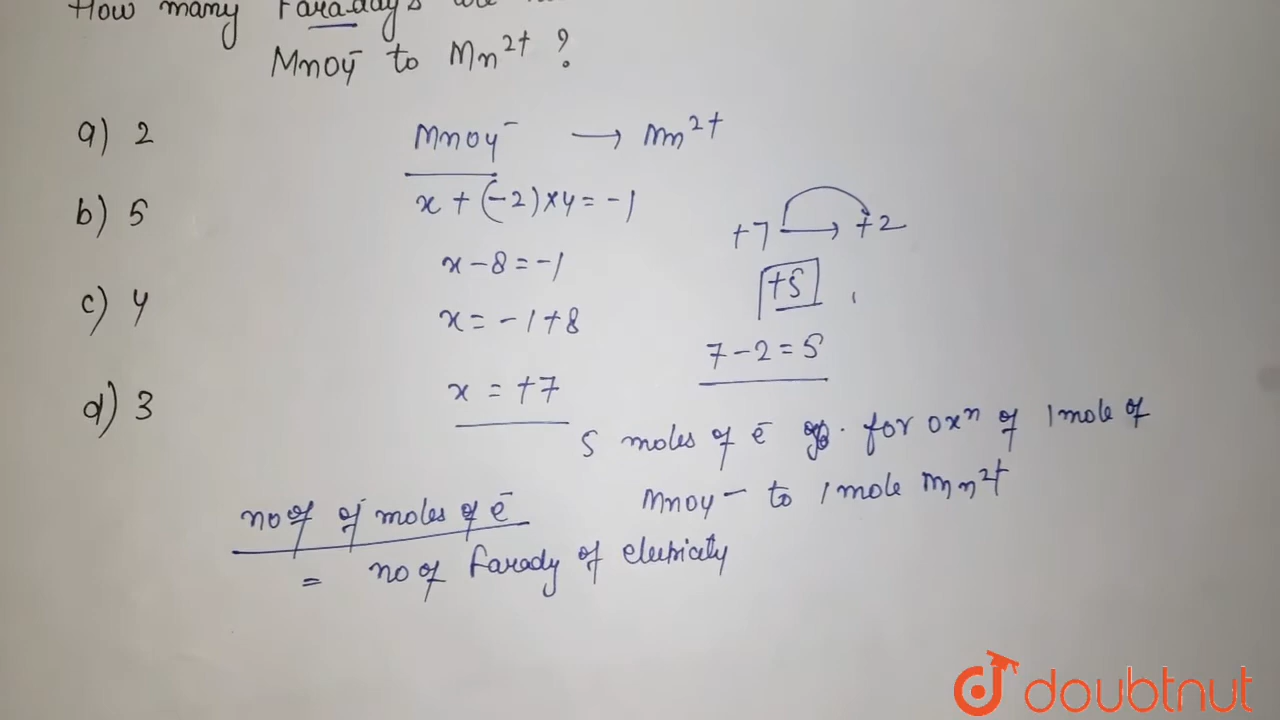 How many Faradays are
MnO4⁻ to Mn²⁺ ?
a) 2
b) 5
c) 4
d) 3
MnO4⁻ → Mn²⁺
x + (-2)×4 = -1
x - 8 = -1
x = -1 + 8
x = +7
+7 → +2
+5
7 - 2 = 5
5 moles of e⁻ for oxⁿ of 1 mole of
MnO4⁻ to 1 mole Mn²⁺
no of of moles of e⁻
= no of Farady of
doubtnut